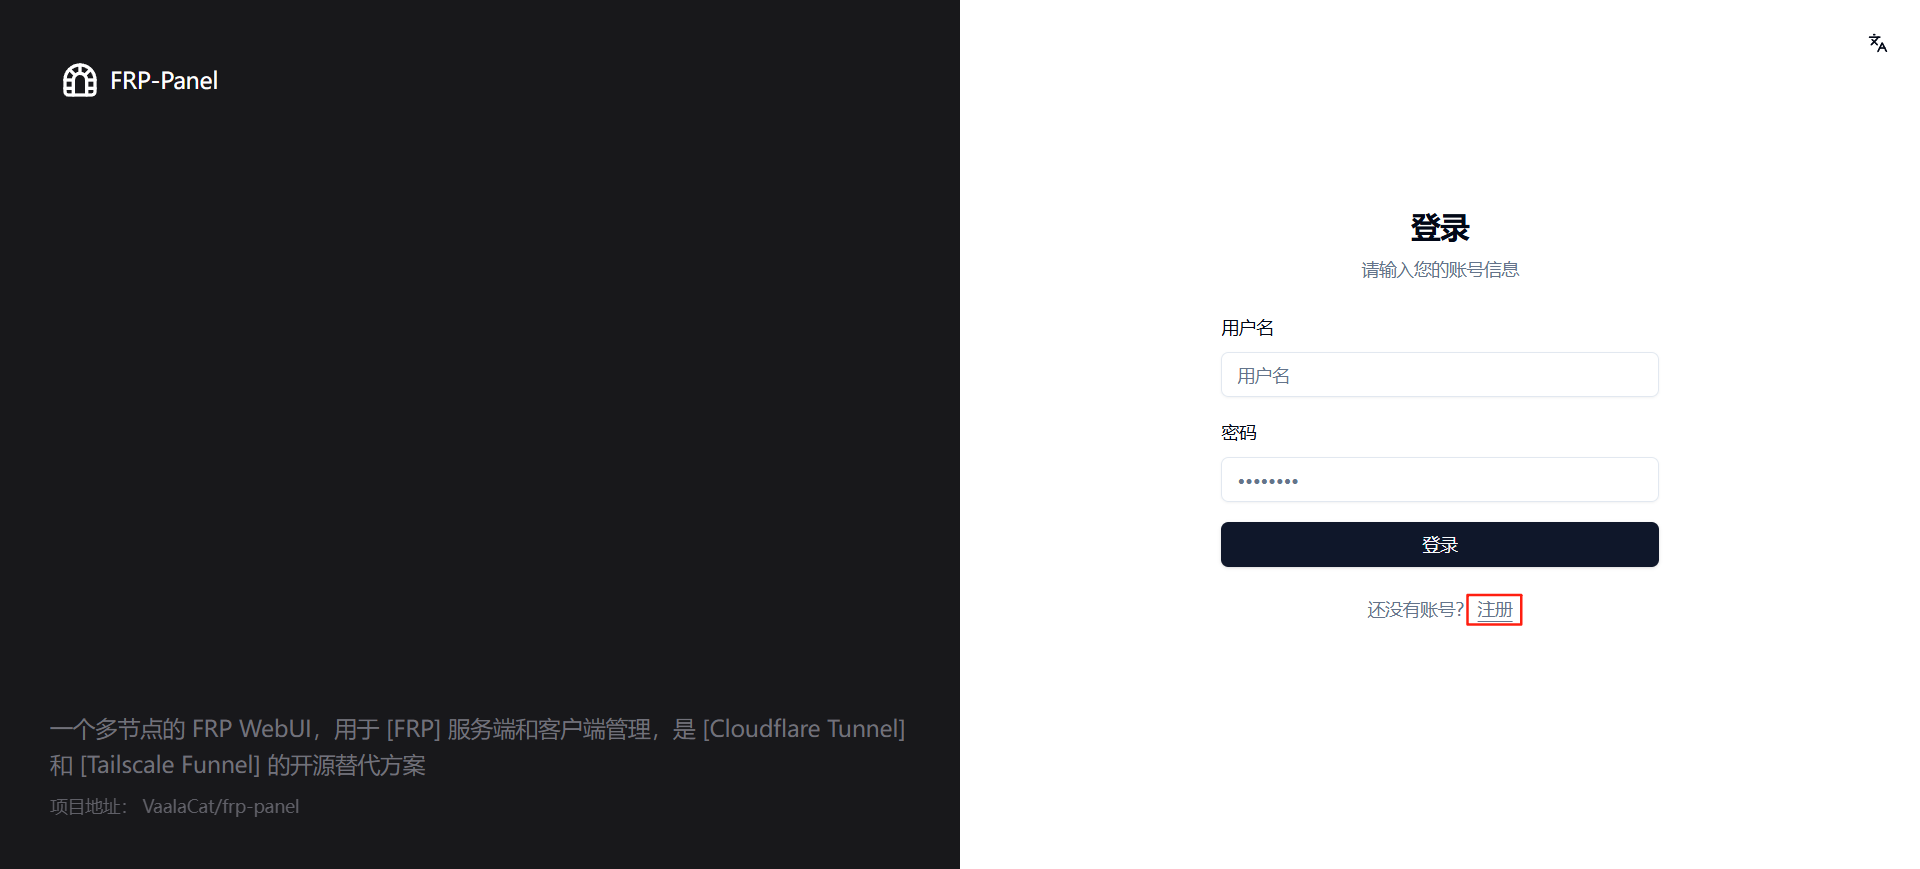 FRP-Panel
一个多节点的 FRP WebUI，用于 [FRP] 服务端和客户端管理，是 [Cloudflare Tunnel]
和 [Tailscale Funnel] 的开源替代方案
项目地址： VaalaCat/frp-panel
登录
请输入您的账号信息
用户名
用户名
密码
••••••••
登录
还没有账号? 注册